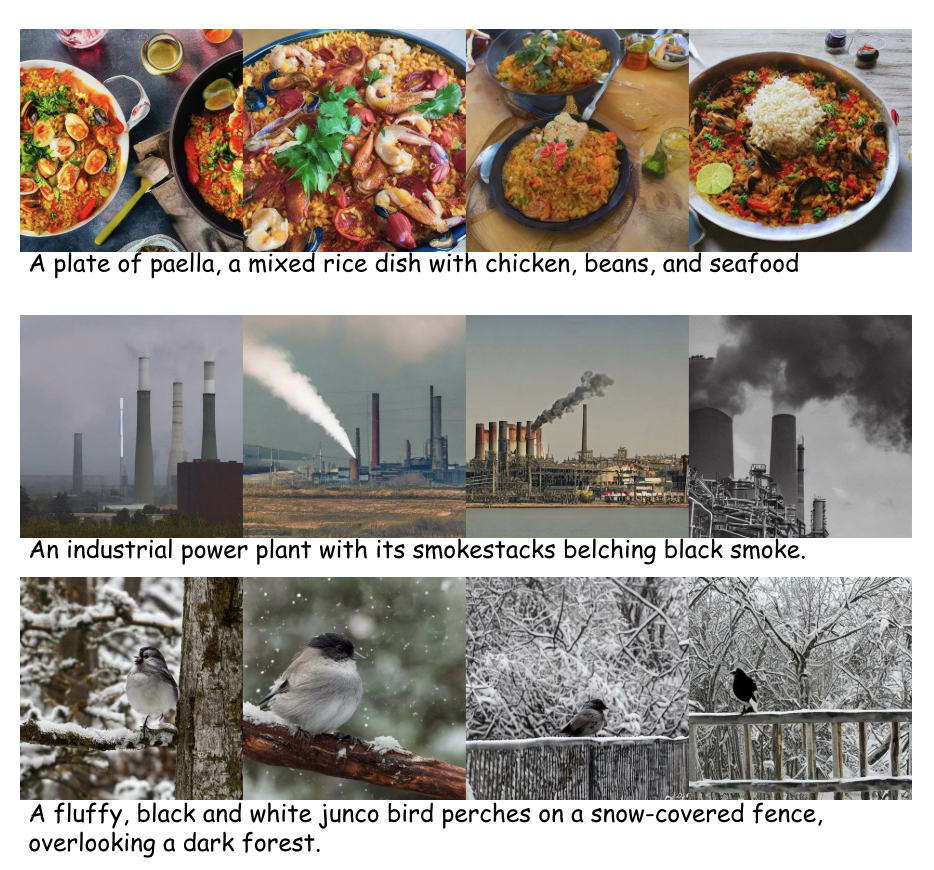 A plate of paella, a mixed rice dish with chicken, beans, and seafood
An industrial power plant with its smokestacks belching black smoke.
A fluffy, black and white junco bird perches on a snow-covered fence,
overlooking a dark forest.